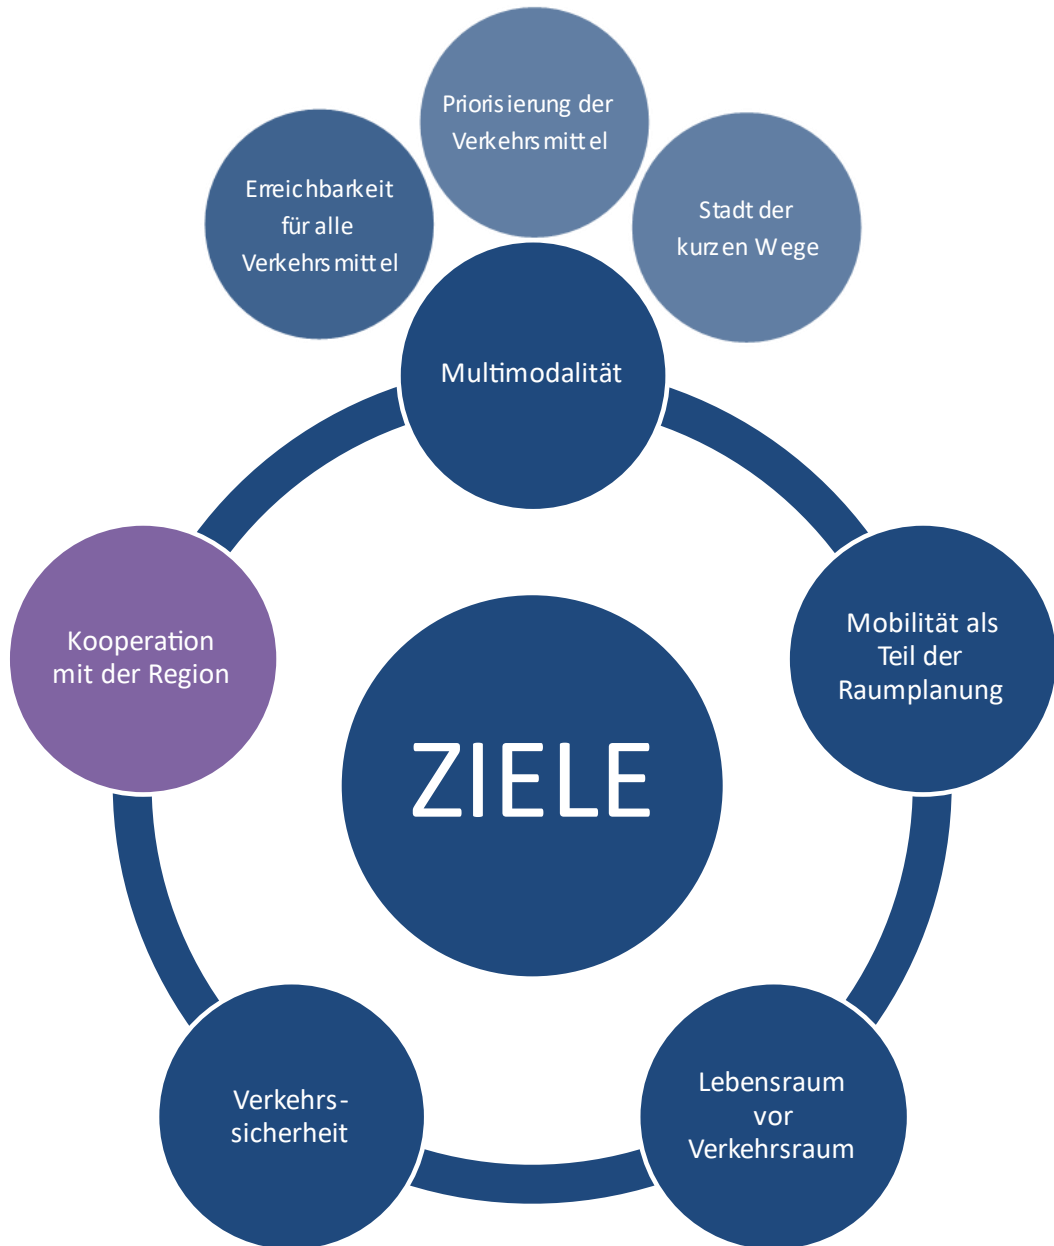 Priorisierung der
Verkehrsmittel
Erreichbarkeit
für alle
Verkehrsmittel
Stadt der
kurzen Wege
Multimodalität
Kooperation
mit der Region
Mobilität als
Teil der
Raumplanung
ZIELE
Verkehrs-
sicherheit
Lebensraum
vor
Verkehrsraum